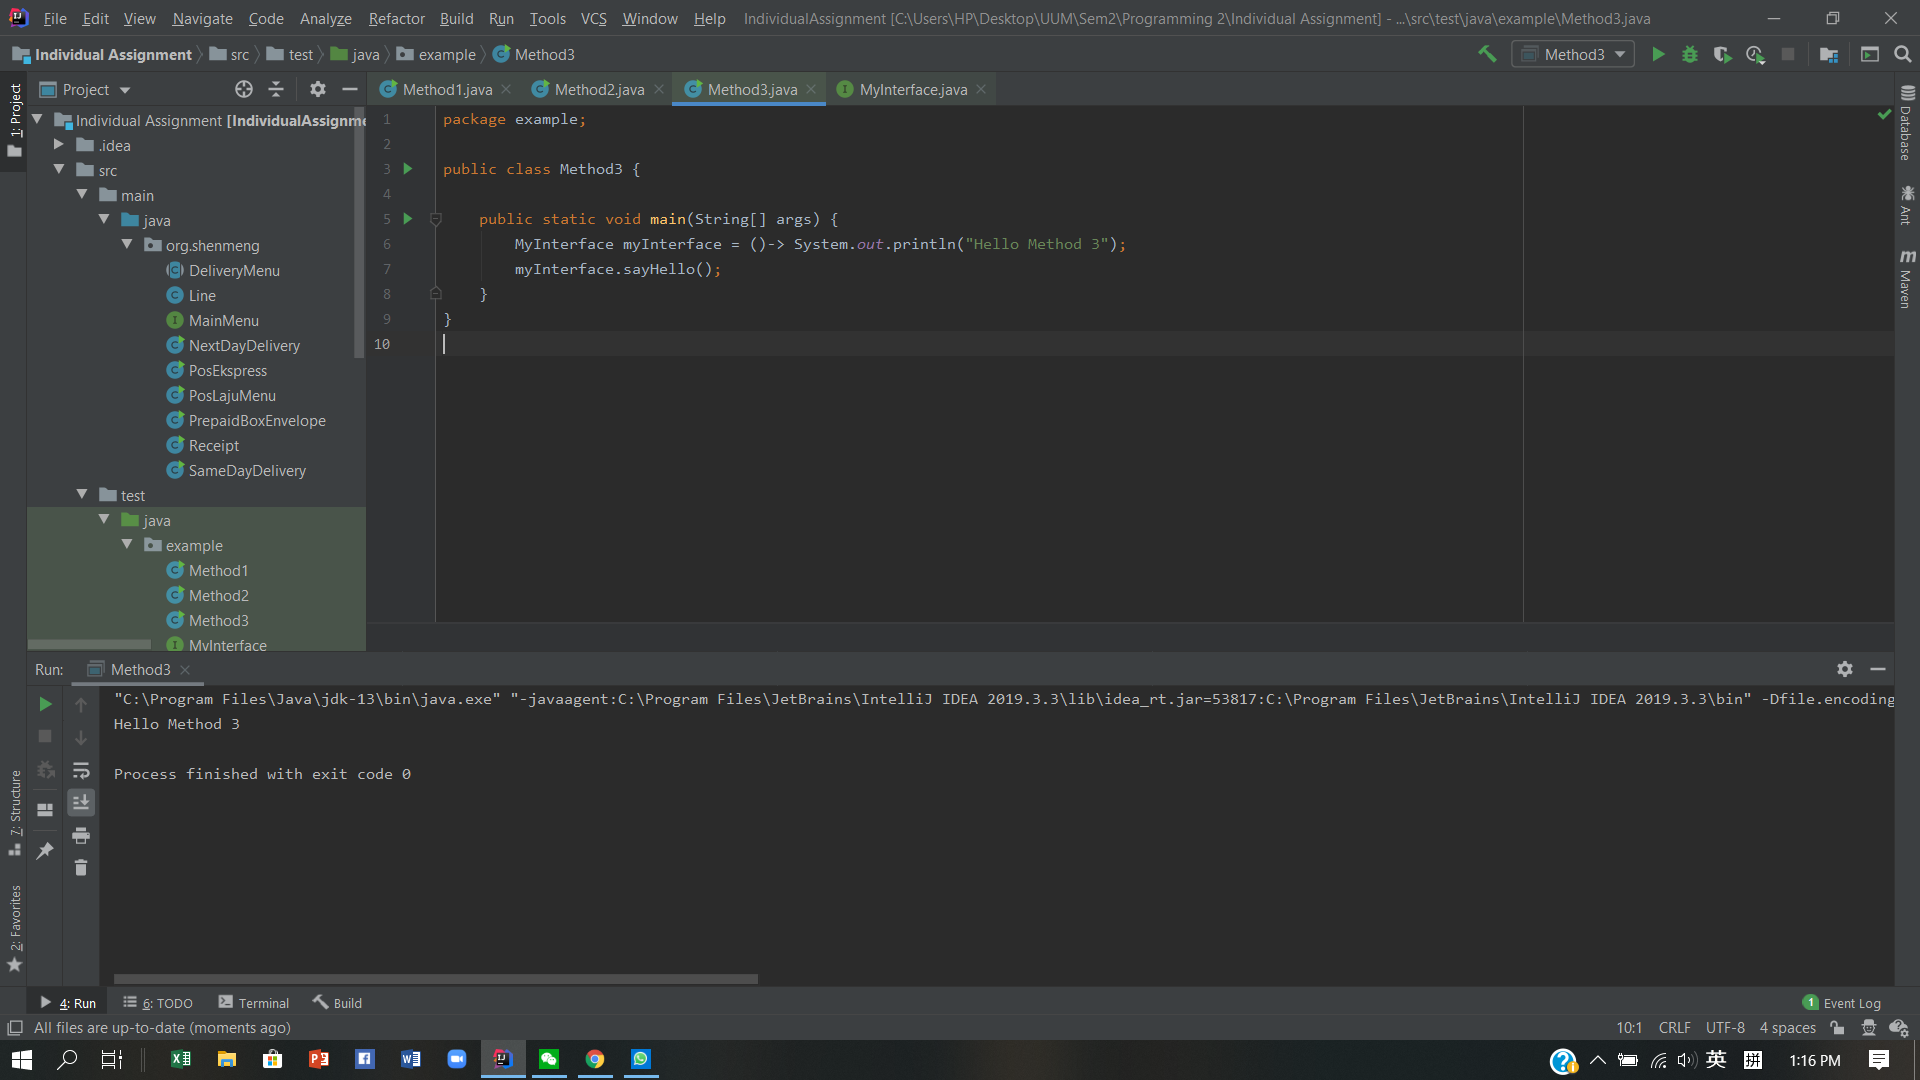 File Edit View Navigate Code Analyze Refactor Build Run Tools VCS Window Help IndividualAssignment [C:\Users\HP\Desktop\UUM\Sem2\Programming 2\Individual Assignment] - ...\src\test\java\example\Method3.java
Individual Assignment src test java example Method3 Method3
Project Method1.java Method2.java Method3.java MyInterface.java
1: Project
Individual Assignment [IndividualAssignme
.idea
src
main
java
org.shenmeng
DeliveryMenu
Line
MainMenu
NextDayDelivery
PosEkspress
PosLajuMenu
PrepaidBoxEnvelope
Receipt
SameDayDelivery
test
java
example
Method1
Method2
Method3
MyInterface
1 package example;
2
3 public class Method3 {
4
5 public static void main(String[] args) {
6 MyInterface myInterface = ()-> System.out.println("Hello Method 3");
7 myInterface.sayHello();
8 }
9 }
10
Database
Ant
m Maven
Run: Method3
"C:\Program Files\Java\jdk-13\bin\java.exe" "-javaagent:C:\Program Files\JetBrains\IntelliJ IDEA 2019.3.3\lib\idea_rt.jar=53817:C:\Program Files\JetBrains\IntelliJ IDEA 2019.3.3\bin" -Dfile.encoding
Hello Method 3
Process finished with exit code 0
7: Structure
2: Favorites
4: Run 6: TODO Terminal Build 1 Event Log
All files are up-to-date (moments ago) 10:1 CRLF UTF-8 4 spaces
英 拼 1:16 PM